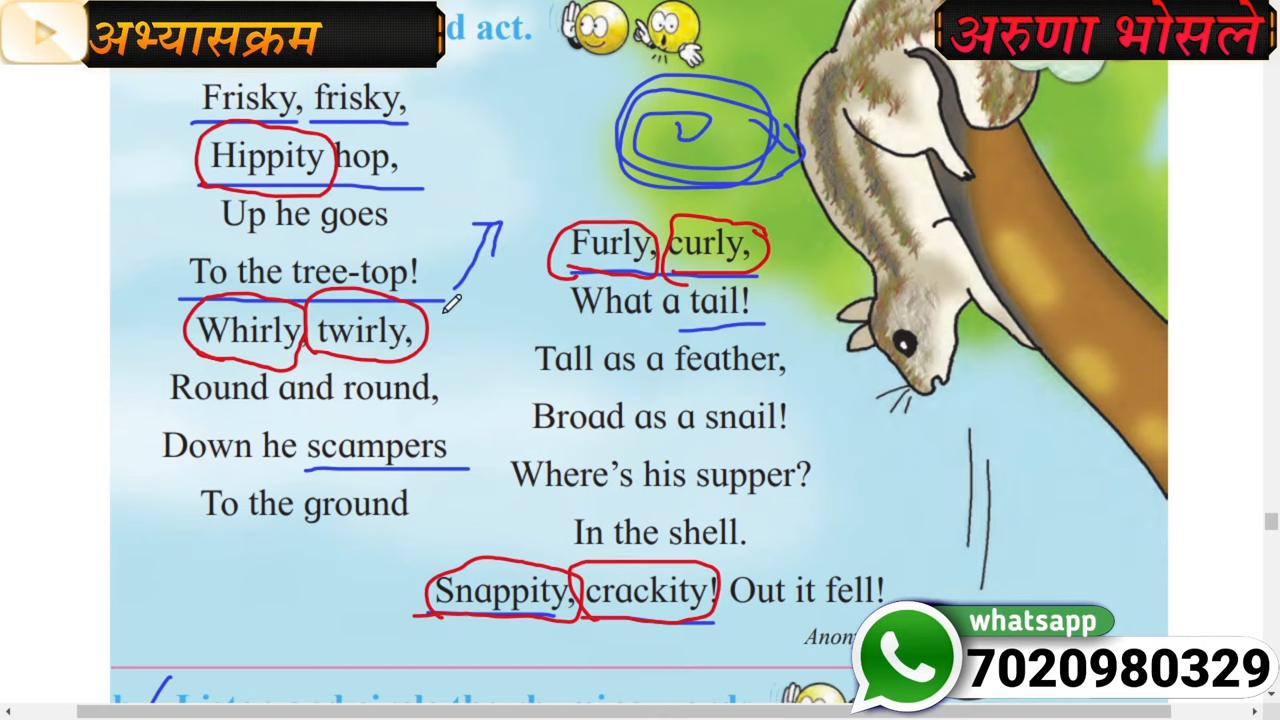 अभ्यासक्रम
d act.
अरुणा भोसले
Frisky, frisky,
Hippity hop,
Up he goes
To the tree-top!
Whirly, twirly,
Round and round,
Down he scampers
To the ground
Furly, curly,
What a tail!
Tall as a feather,
Broad as a snail!
Where's his supper?
In the shell.
Snappity, crackity! Out it fell!
whatsapp
7020980329